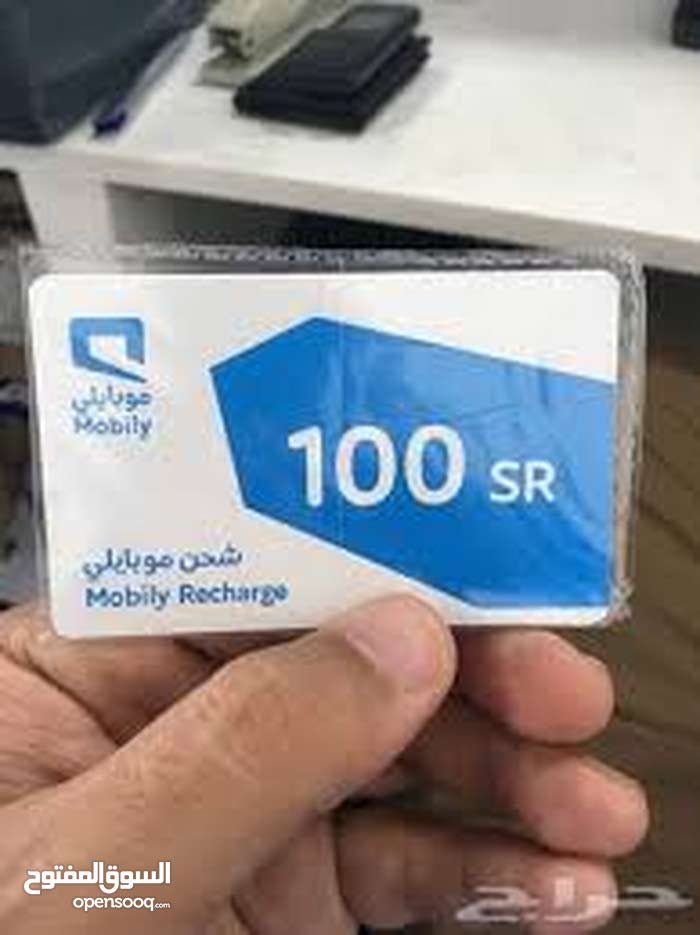 موبايلي
Mobily
100 SR
شحن موبايلي
Mobily Recharge
السوق المفتوح
opensooq.com
حراج